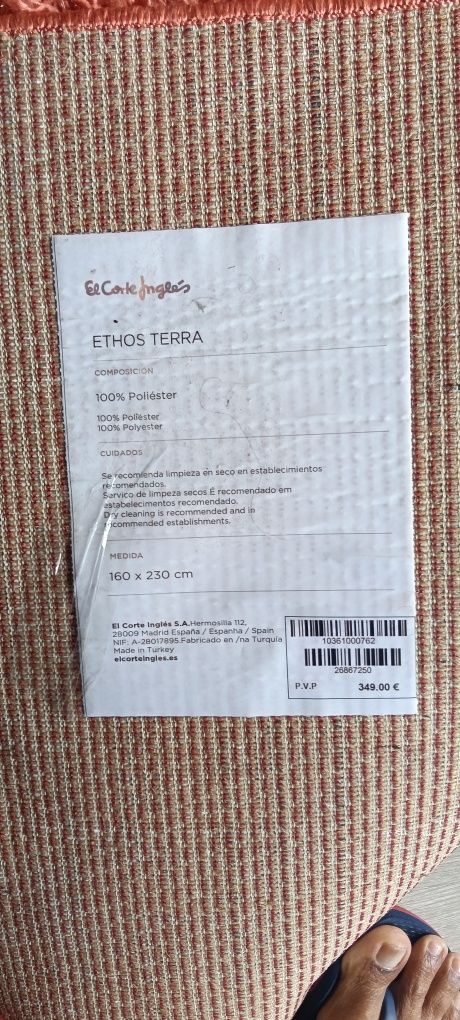 El Corte Inglés
ETHOS TERRA
COMPOSICIÓN
100% Poliéster
100% Poliéster
100% Polyester
CUIDADOS
Se recomienda limpieza en seco en establecimientos
recomendados.
Servico de limpeza secos É recomendado em
estabelecimentos recomendado.
Dry cleaning is recommended and in
recommended establishments.
MEDIDA
160 x 230 cm
El Corte Inglés S.A.Hermosilla 112,
28009 Madrid España / Espanha / Spain
NIF: A-28017895.Fabricado en /na Turquía
Made in Turkey
elcorteingles.es
10361000762
26867250
P.V.P 349.00 €